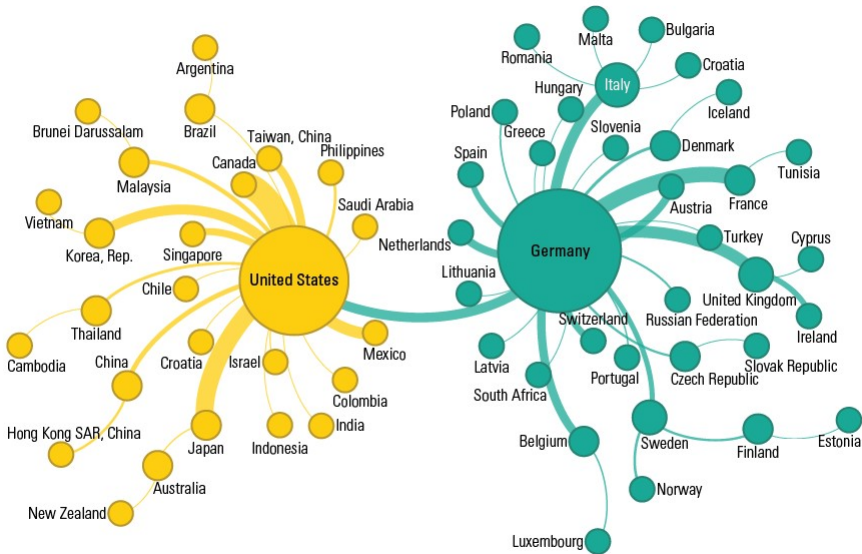 Argentina
Brazil
Brunei Darussalam
Malaysia
Taiwan, China
Canada
Philippines
Vietnam
Korea, Rep.
Singapore
Saudi Arabia
United States
Chile
Thailand
Cambodia
Croatia
China
Israel
Mexico
Colombia
India
Indonesia
Japan
Hong Kong SAR, China
Australia
New Zealand
Malta
Bulgaria
Romania
Italy
Croatia
Hungary
Iceland
Poland
Greece
Slovenia
Denmark
Spain
Tunisia
France
Austria
Netherlands
Turkey
Germany
Cyprus
Lithuania
United Kingdom
Russian Federation
Ireland
Switzerland
Latvia
Portugal
Czech Republic
Slovak Republic
South Africa
Belgium
Sweden
Finland
Estonia
Norway
Luxembourg